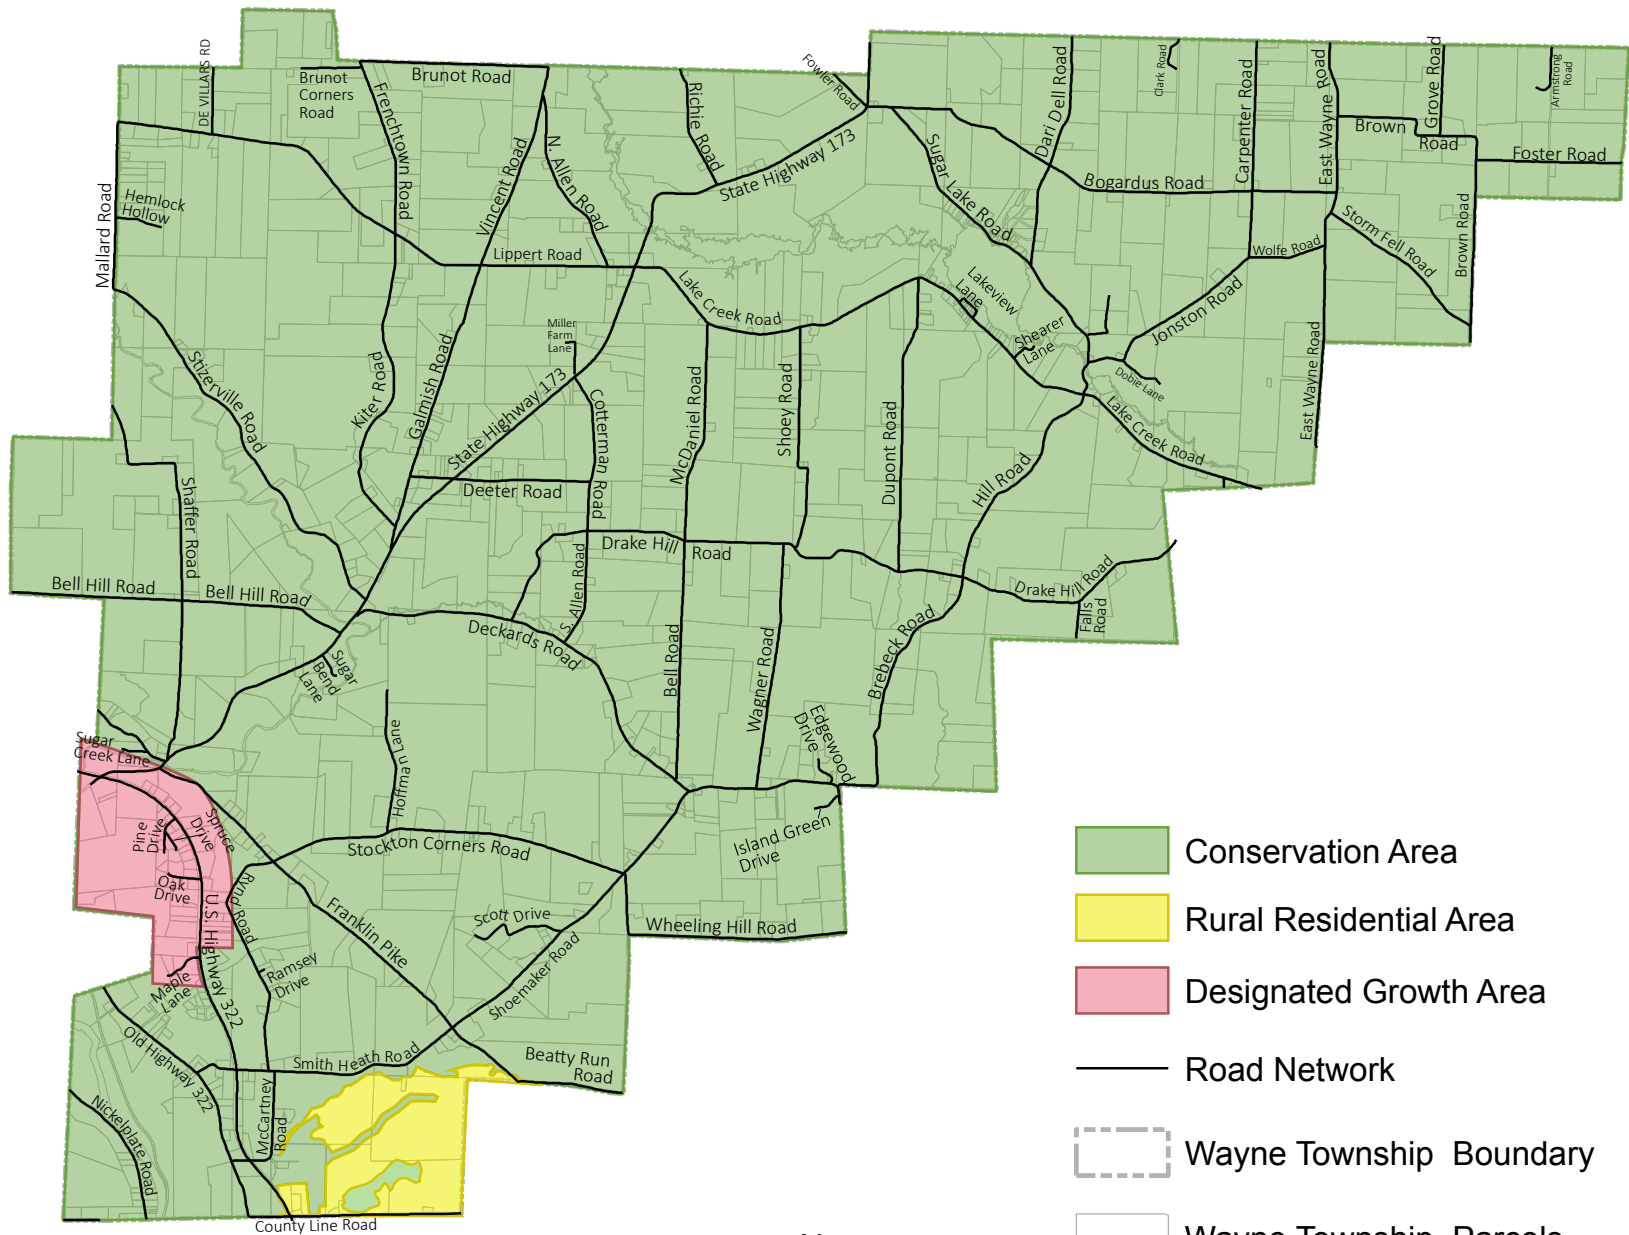 DE VILLARS RD
Brunot
Corners
Road
Brunot Road
Frenchtown Road
Vincent Road
N. Allen Road
Richie Road
Fowler Road
State Highway 173
Sugar Lake Road
Dari Dell Road
Clark Road
Carpenter Road
East Wayne Road
Grove Road
Armstrong
Road
Brown
Road
Foster Road
Bogardus Road
Mallard Road
Hemlock
Hollow
Lippert Road
Lake Creek Road
Wolfe Road
Storm Fell Road
Brown Road
Lakeview
Lane
Shearer
Lane
Jonston Road
Dobie Lane
East Wayne Road
Lake Creek Road
Stizerville Road
Kiter Road
Galmish Road
Miller
Farm
Lane
State Highway 173
Cotterman Road
McDaniel Road
Shoey Road
Dupont Road
Hill Road
Deeter Road
Shaffer Road
Drake Hill
Road
Drake Hill Road
Falls
Road
Bell Hill Road
Bell Hill Road
S. Allen Road
Deckards Road
Sugar
Bend
Lane
Bell Road
Wagner Road
Brebeck Road
Edgewood
Drive
Hoffman Lane
Sugar
Creek Lane
Pine
Drive
Spruce
Drive
Oak
Drive
Rynd Road
U.S. Highway 322
Stockton Corners Road
Island Green
Drive
Franklin Pike
Scott Drive
Wheeling Hill Road
Shoemaker Road
Ramsey
Drive
Maple
Lane
Old Highway 322
Smith Heath Road
Beatty Run
Road
McCartney
Road
Nickelplate Road
County Line Road
Conservation Area
Rural Residential Area
Designated Growth Area
Road Network
Wayne Township Boundary
Wayne Township Parcels